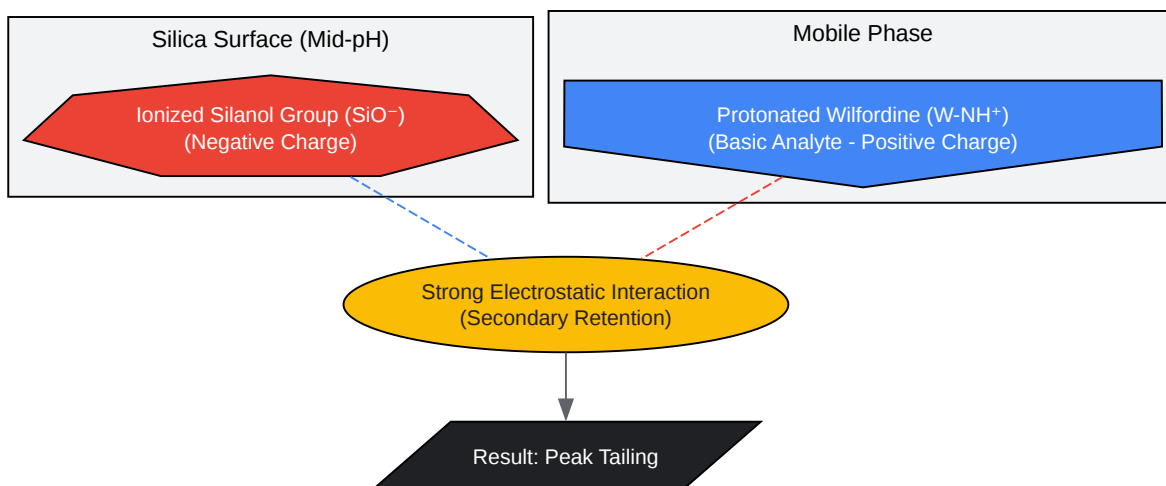 Silica Surface (Mid-pH)
Ionized Silanol Group (SiO⁻)
(Negative Charge)
Mobile Phase
Protonated Wilfordine (W-NH⁺)
(Basic Analyte - Positive Charge)
Strong Electrostatic Interaction
(Secondary Retention)
Result: Peak Tailing